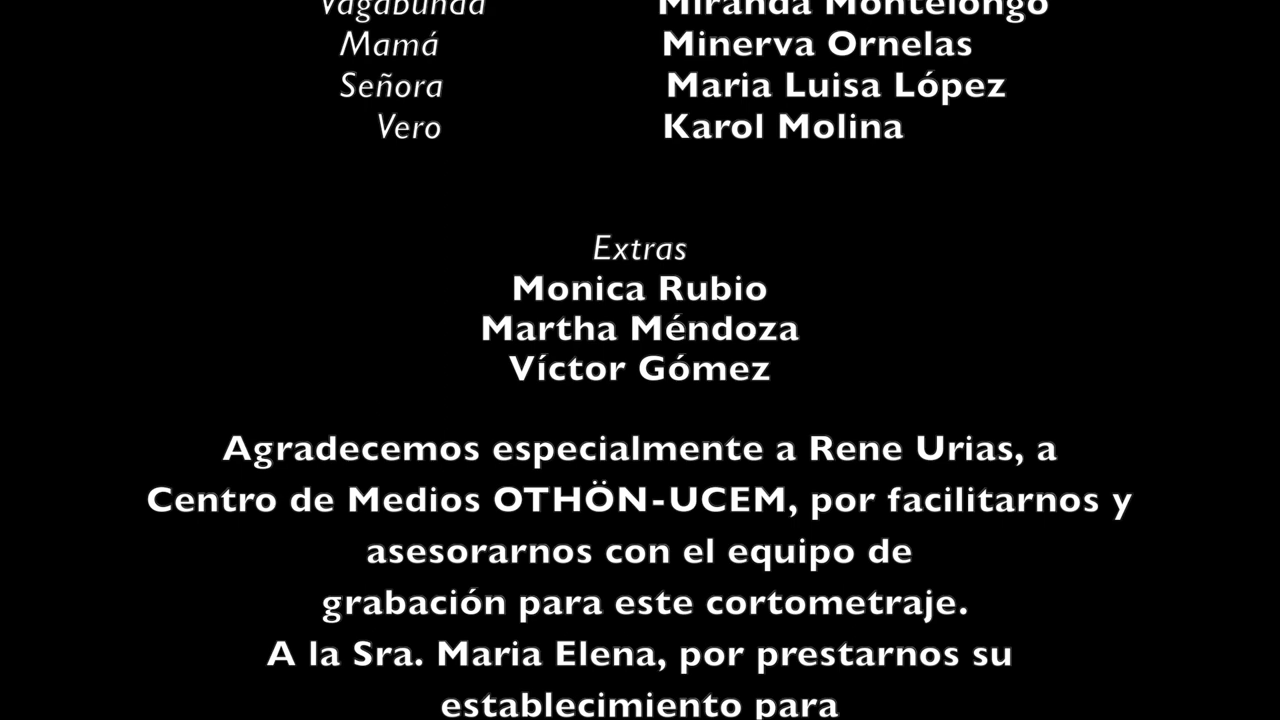 Vagabunda Miranda Montelongo
Mamá Minerva Ornelas
Señora Maria Luisa López
Vero Karol Molina
Extras
Monica Rubio
Martha Méndoza
Víctor Gómez
Agradecemos especialmente a Rene Urias, a
Centro de Medios OTHÖN-UCEM, por facilitarnos y
asesorarnos con el equipo de
grabación para este cortometraje.
A la Sra. Maria Elena, por prestarnos su
establecimiento para